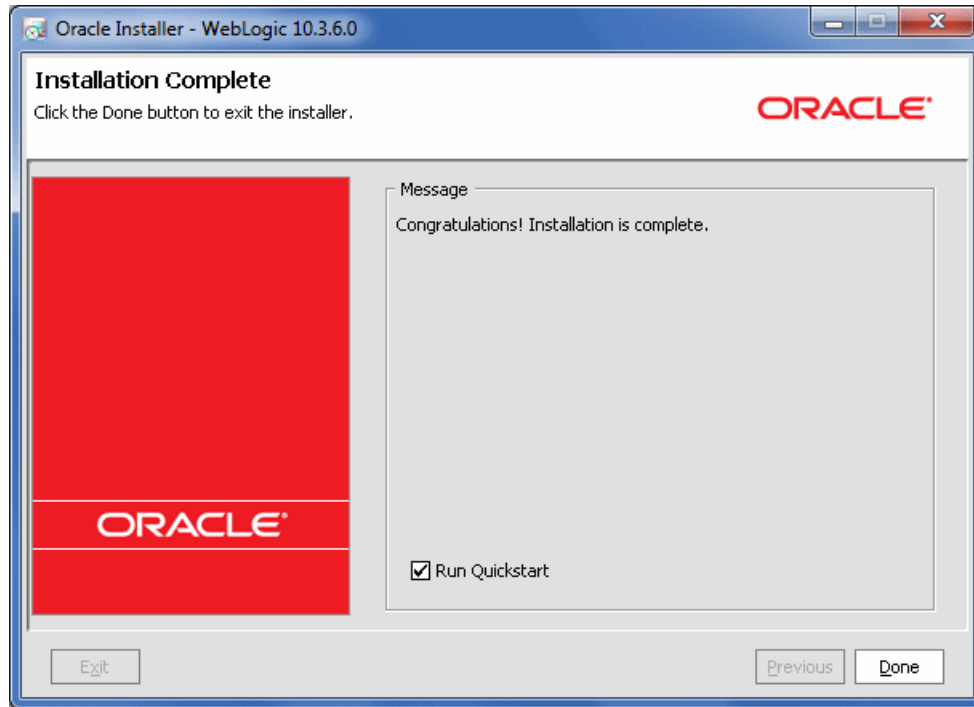 Oracle Installer - WebLogic 10.3.6.0
Installation Complete
Click the Done button to exit the installer.
ORACLE
Message
Congratulations! Installation is complete.
ORACLE
Run Quickstart
Exit
Previous
Done